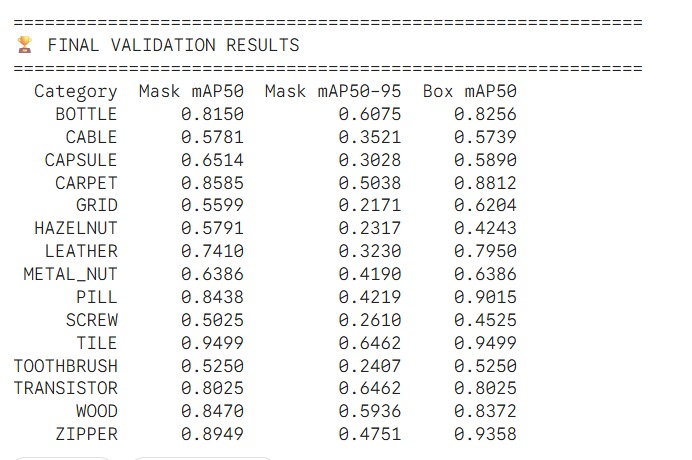 ============================================================
🏆 FINAL VALIDATION RESULTS
============================================================
Category Mask mAP50 Mask mAP50-95 Box mAP50
BOTTLE 0.8150 0.6075 0.8256
CABLE 0.5781 0.3521 0.5739
CAPSULE 0.6514 0.3028 0.5890
CARPET 0.8585 0.5038 0.8812
GRID 0.5599 0.2171 0.6204
HAZELNUT 0.5791 0.2317 0.4243
LEATHER 0.7410 0.3230 0.7950
METAL_NUT 0.6386 0.4190 0.6386
PILL 0.8438 0.4219 0.9015
SCREW 0.5025 0.2610 0.4525
TILE 0.9499 0.6462 0.9499
TOOTHBRUSH 0.5250 0.2407 0.5250
TRANSISTOR 0.8025 0.6462 0.8025
WOOD 0.8470 0.5936 0.8372
ZIPPER 0.8949 0.4751 0.9358